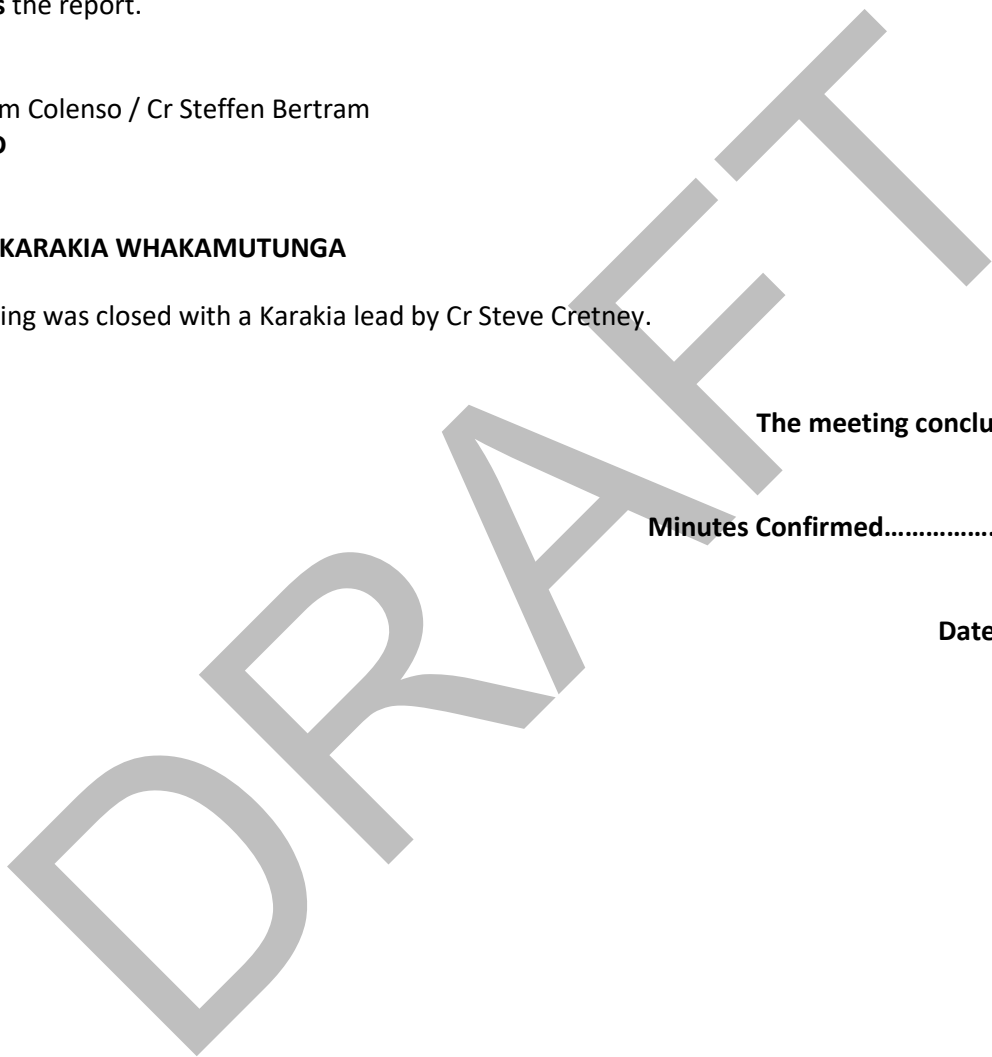 s the report.
m Colenso / Cr Steffen Bertram
KARAKIA WHAKAMUTUNGA
ing was closed with a Karakia lead by Cr Steve Cretney.
The meeting conclu
Minutes Confirmed…………….
Date
DRAFT